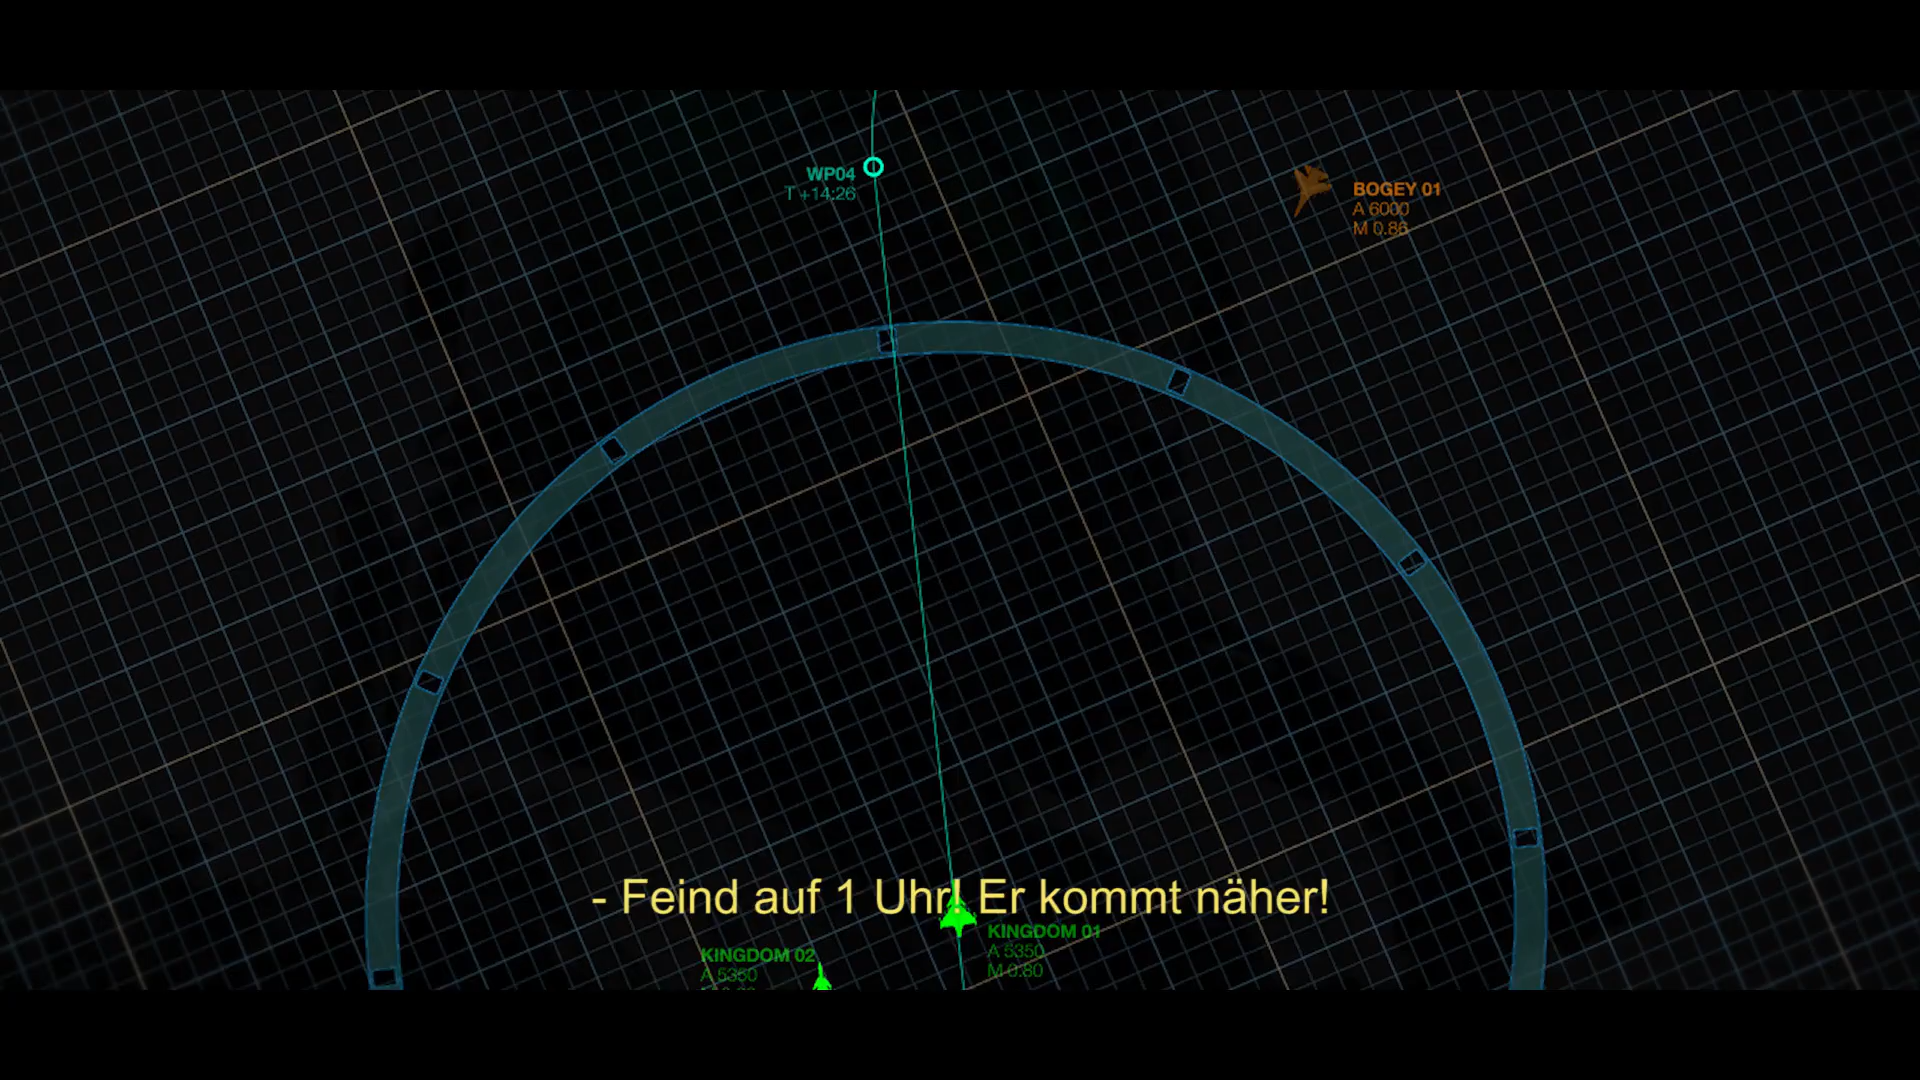 WP04
T +14:26
BOGEY 01
A 6000
M 0.86
- Feind auf 1 Uhr! Er kommt näher!
KINGDOM 01
A 5350
M 0.80
KINGDOM 02
A 5350